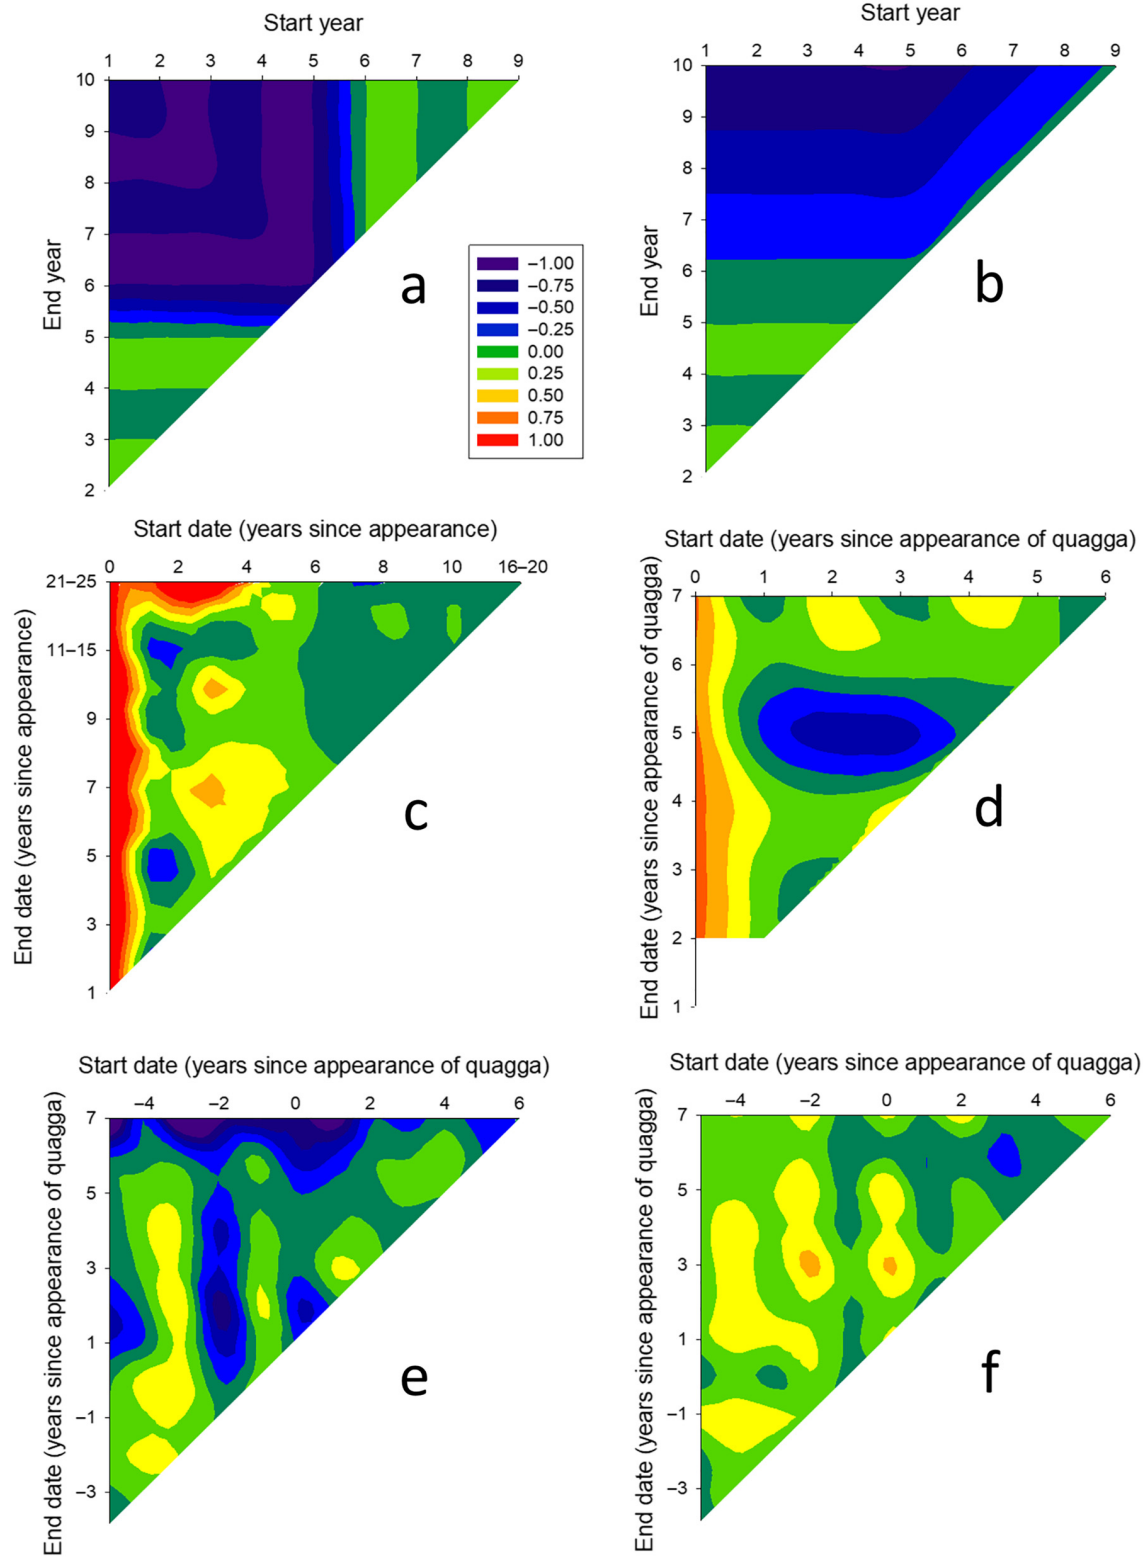 Start year
1 2 3 4 5 6 7 8 9
10
9
8
7
6
5
4
3
2
End year
a
−1.00
−0.75
−0.50
−0.25
0.00
0.25
0.50
0.75
1.00
Start year
1 2 3 4 5 6 7 8 9
10
9
8
7
6
5
4
3
2
End year
b
Start date (years since appearance)
0 2 4 6 8 10 16–20
21–25
11–15
9
7
5
3
1
End date (years since appearance)
c
Start date (years since appearance of quagga)
0 1 2 3 4 5 6
7
6
5
4
3
2
1
End date (years since appearance of quagga)
d
Start date (years since appearance of quagga)
−4 −2 0 2 4 6
7
5
3
1
−1
−3
End date (years since appearance of quagga)
e
Start date (years since appearance of quagga)
−4 −2 0 2 4 6
7
5
3
1
−1
−3
End date (years since appearance of quagga)
f